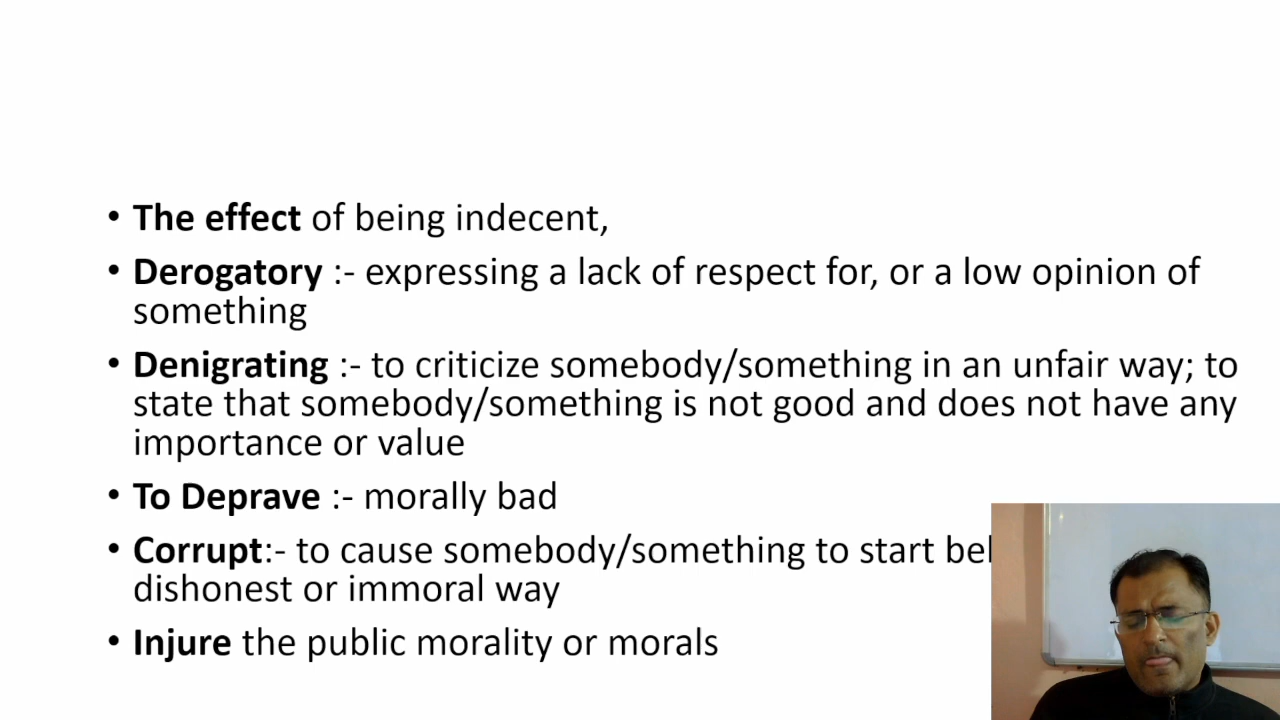 • The effect of being indecent,
• Derogatory :- expressing a lack of respect for, or a low opinion of
something
• Denigrating :- to criticize somebody/something in an unfair way; to
state that somebody/something is not good and does not have any
importance or value
• To Deprave :- morally bad
• Corrupt:- to cause somebody/something to start
dishonest or immoral way
• Injure the public morality or morals